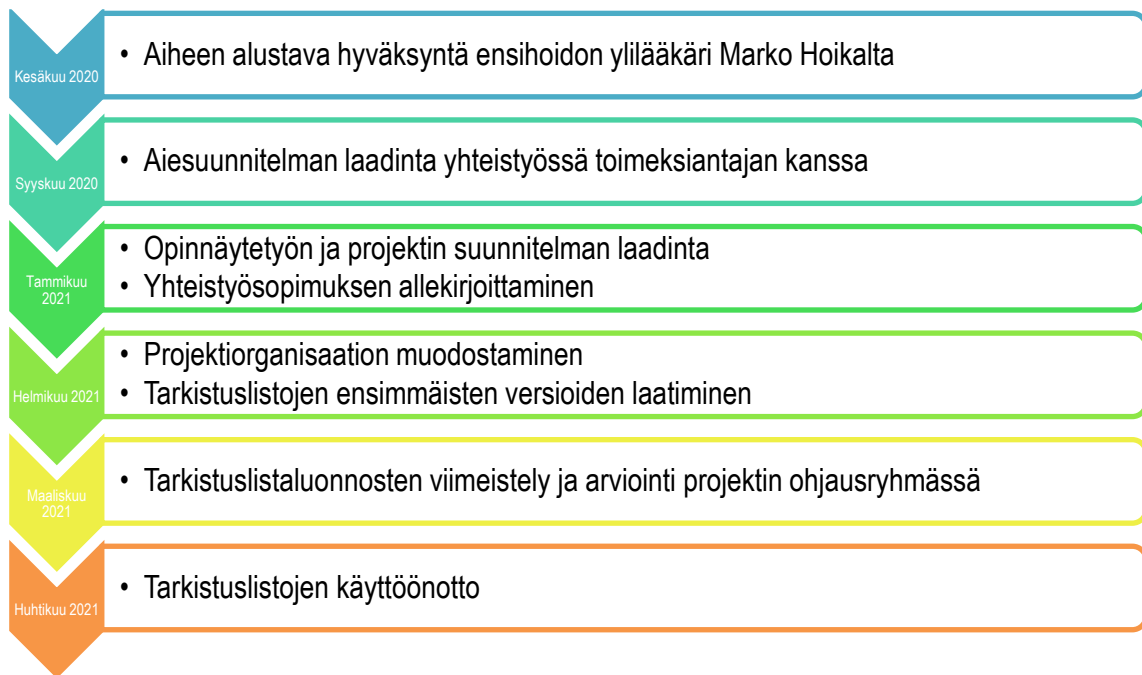 Kesäkuu 2020
• Aiheen alustava hyväksyntä ensihoidon ylilääkäri Marko Hoikalta
Syyskuu 2020
• Aiesuunnitelman laadinta yhteistyössä toimeksiantajan kanssa
Tammikuu
2021
• Opinnäytetyön ja projektin suunnitelman laadinta
• Yhteistyösopimuksen allekirjoittaminen
Helmikuu 2021
• Projektiorganisaation muodostaminen
• Tarkistuslistojen ensimmäisten versioiden laatiminen
Maaliskuu
2021
• Tarkistuslistaluonnosten viimeistely ja arviointi projektin ohjausryhmässä
Huhtikuu 2021
• Tarkistuslistojen käyttöönotto